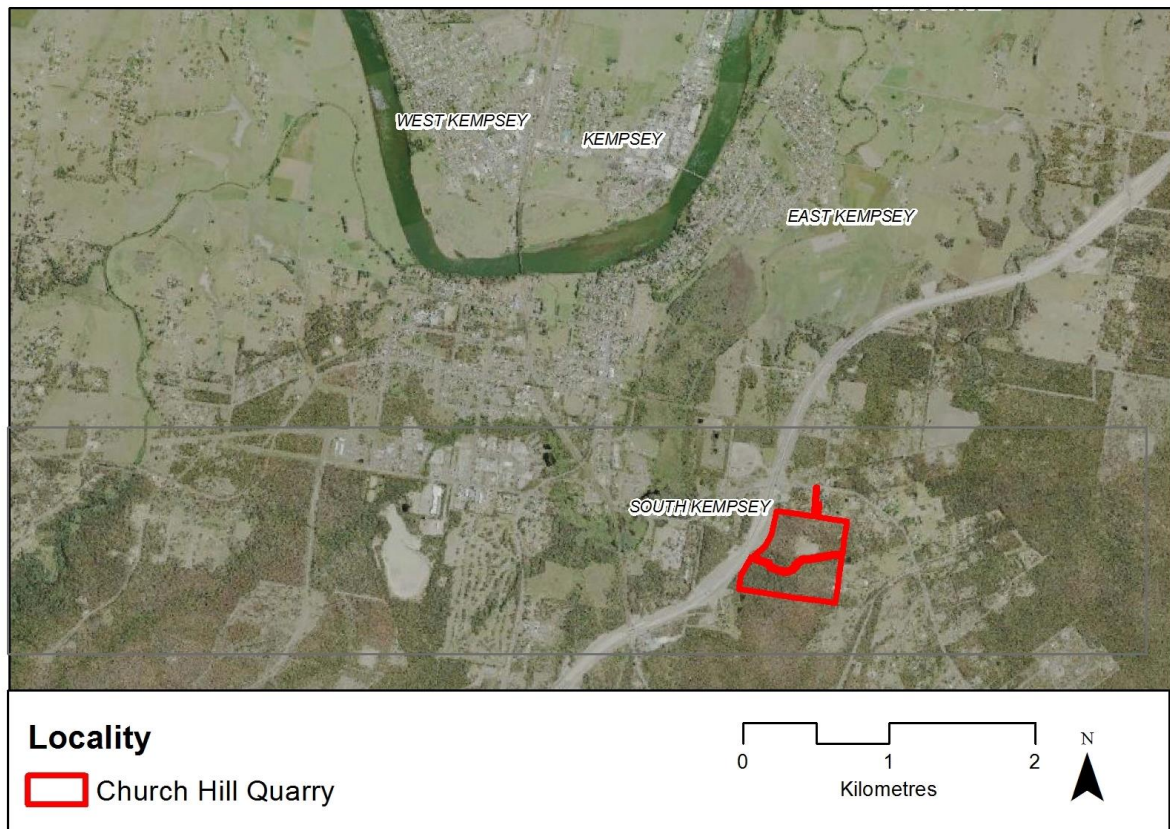 WEST KEMPSEY
KEMPSEY
EAST KEMPSEY
SOUTH KEMPSEY
Locality
Church Hill Quarry
0 1 2
Kilometres
N